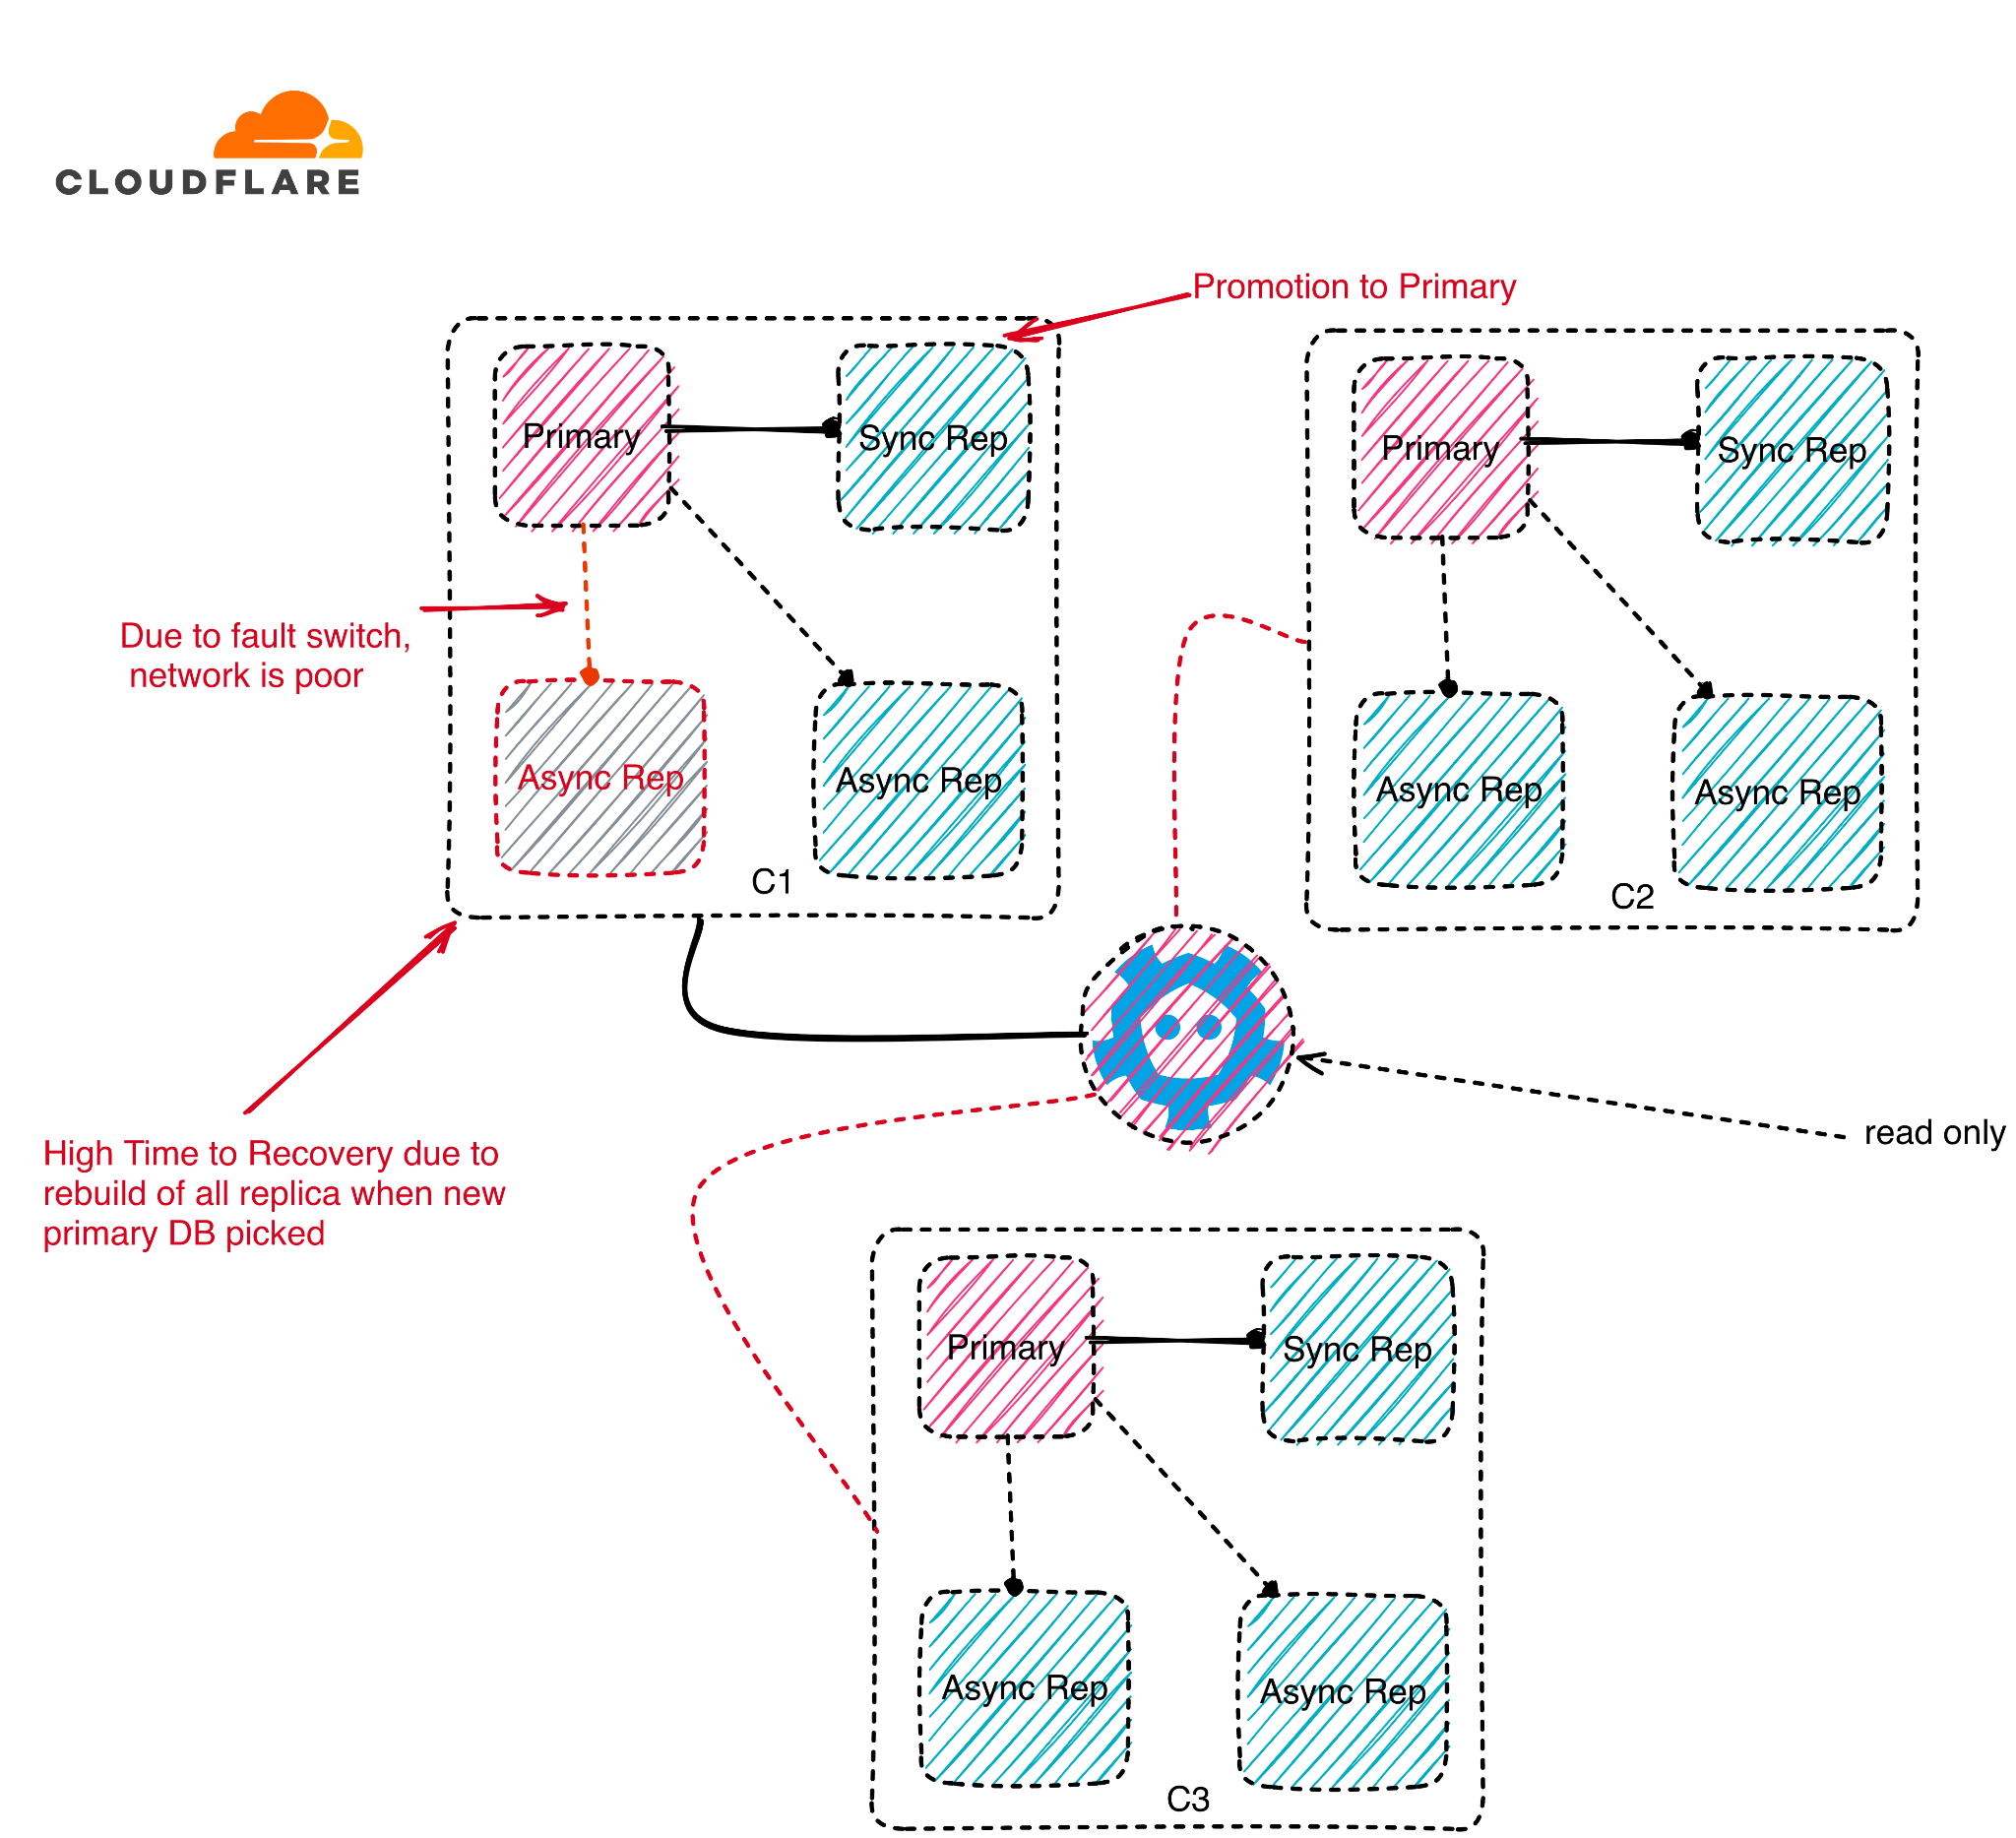 CLOUDFLARE
Promotion to Primary
Primary
Sync Rep
Due to fault switch,
network is poor
Async Rep
Async Rep
C1
Primary
Sync Rep
Async Rep
Async Rep
C2
read only
High Time to Recovery due to
rebuild of all replica when new
primary DB picked
Primary
Sync Rep
Async Rep
Async Rep
C3